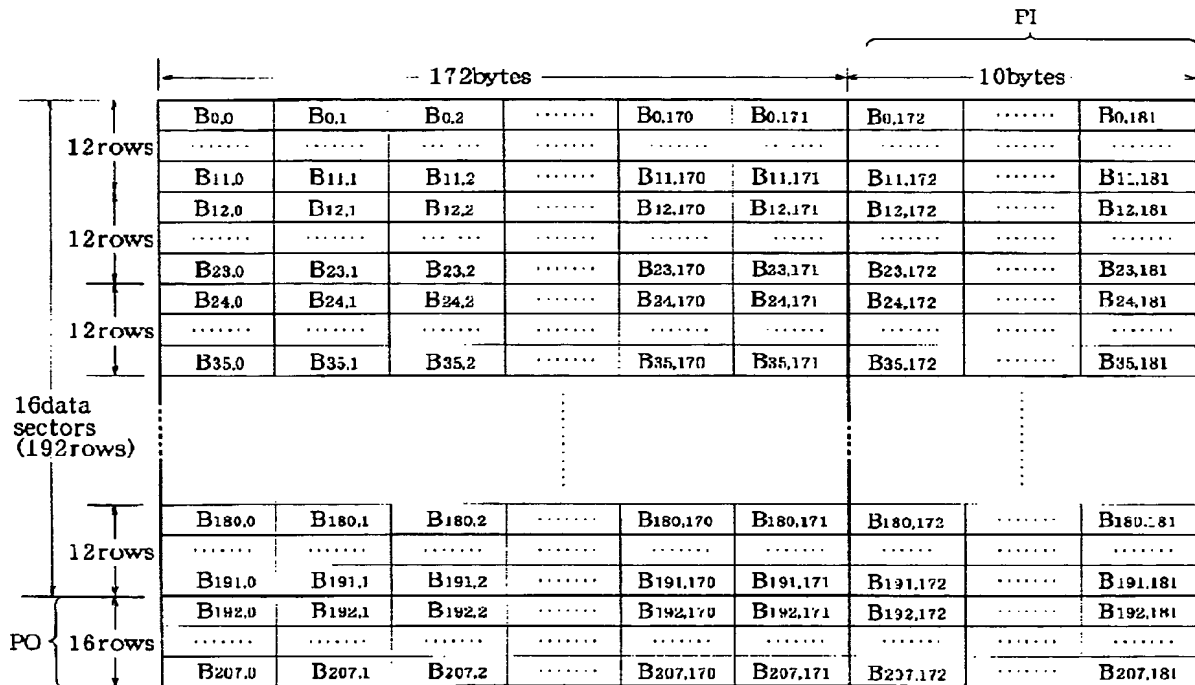 PI
172bytes 10bytes
B0,0 B0,1 B0,2 ······· B0,170 B0,171 B0,172 ······· B0,181
12rows ······· ······· ······· ······· ······· ······· ······· ······· ·······
B11,0 B11,1 B11,2 ······· B11,170 B11,171 B11,172 ······· B11,181
B12,0 B12,1 B12,2 ······· B12,170 B12,171 B12,172 ······· B12,181
12rows ······· ······· ······· ······· ······· ······· ······· ······· ·······
B23,0 B23,1 B23,2 ······· B23,170 B23,171 B23,172 ······· B23,181
B24,0 B24,1 B24,2 ······· B24,170 B24,171 B24,172 ······· B24,181
12rows ······· ······· ······· ······· ······· ······· ······· ······· ·······
B35,0 B35,1 B35,2 ······· B35,170 B35,171 B35,172 ······· B35,181
16data
sectors
(192rows)
B180,0 B180,1 B180,2 ······· B180,170 B180,171 B180,172 ······· B180,181
12rows ······· ······· ······· ······· ······· ······· ······· ······· ·······
B191,0 B191,1 B191,2 ······· B191,170 B191,171 B191,172 ······· B191,181
B192,0 B192,1 B192,2 ······· B192,170 B192,171 B192,172 ······· B192,181
PO 16rows ······· ······· ······· ······· ······· ······· ······· ······· ·······
B207,0 B207,1 B207,2 ······· B207,170 B207,171 B207,172 ······· B207,181